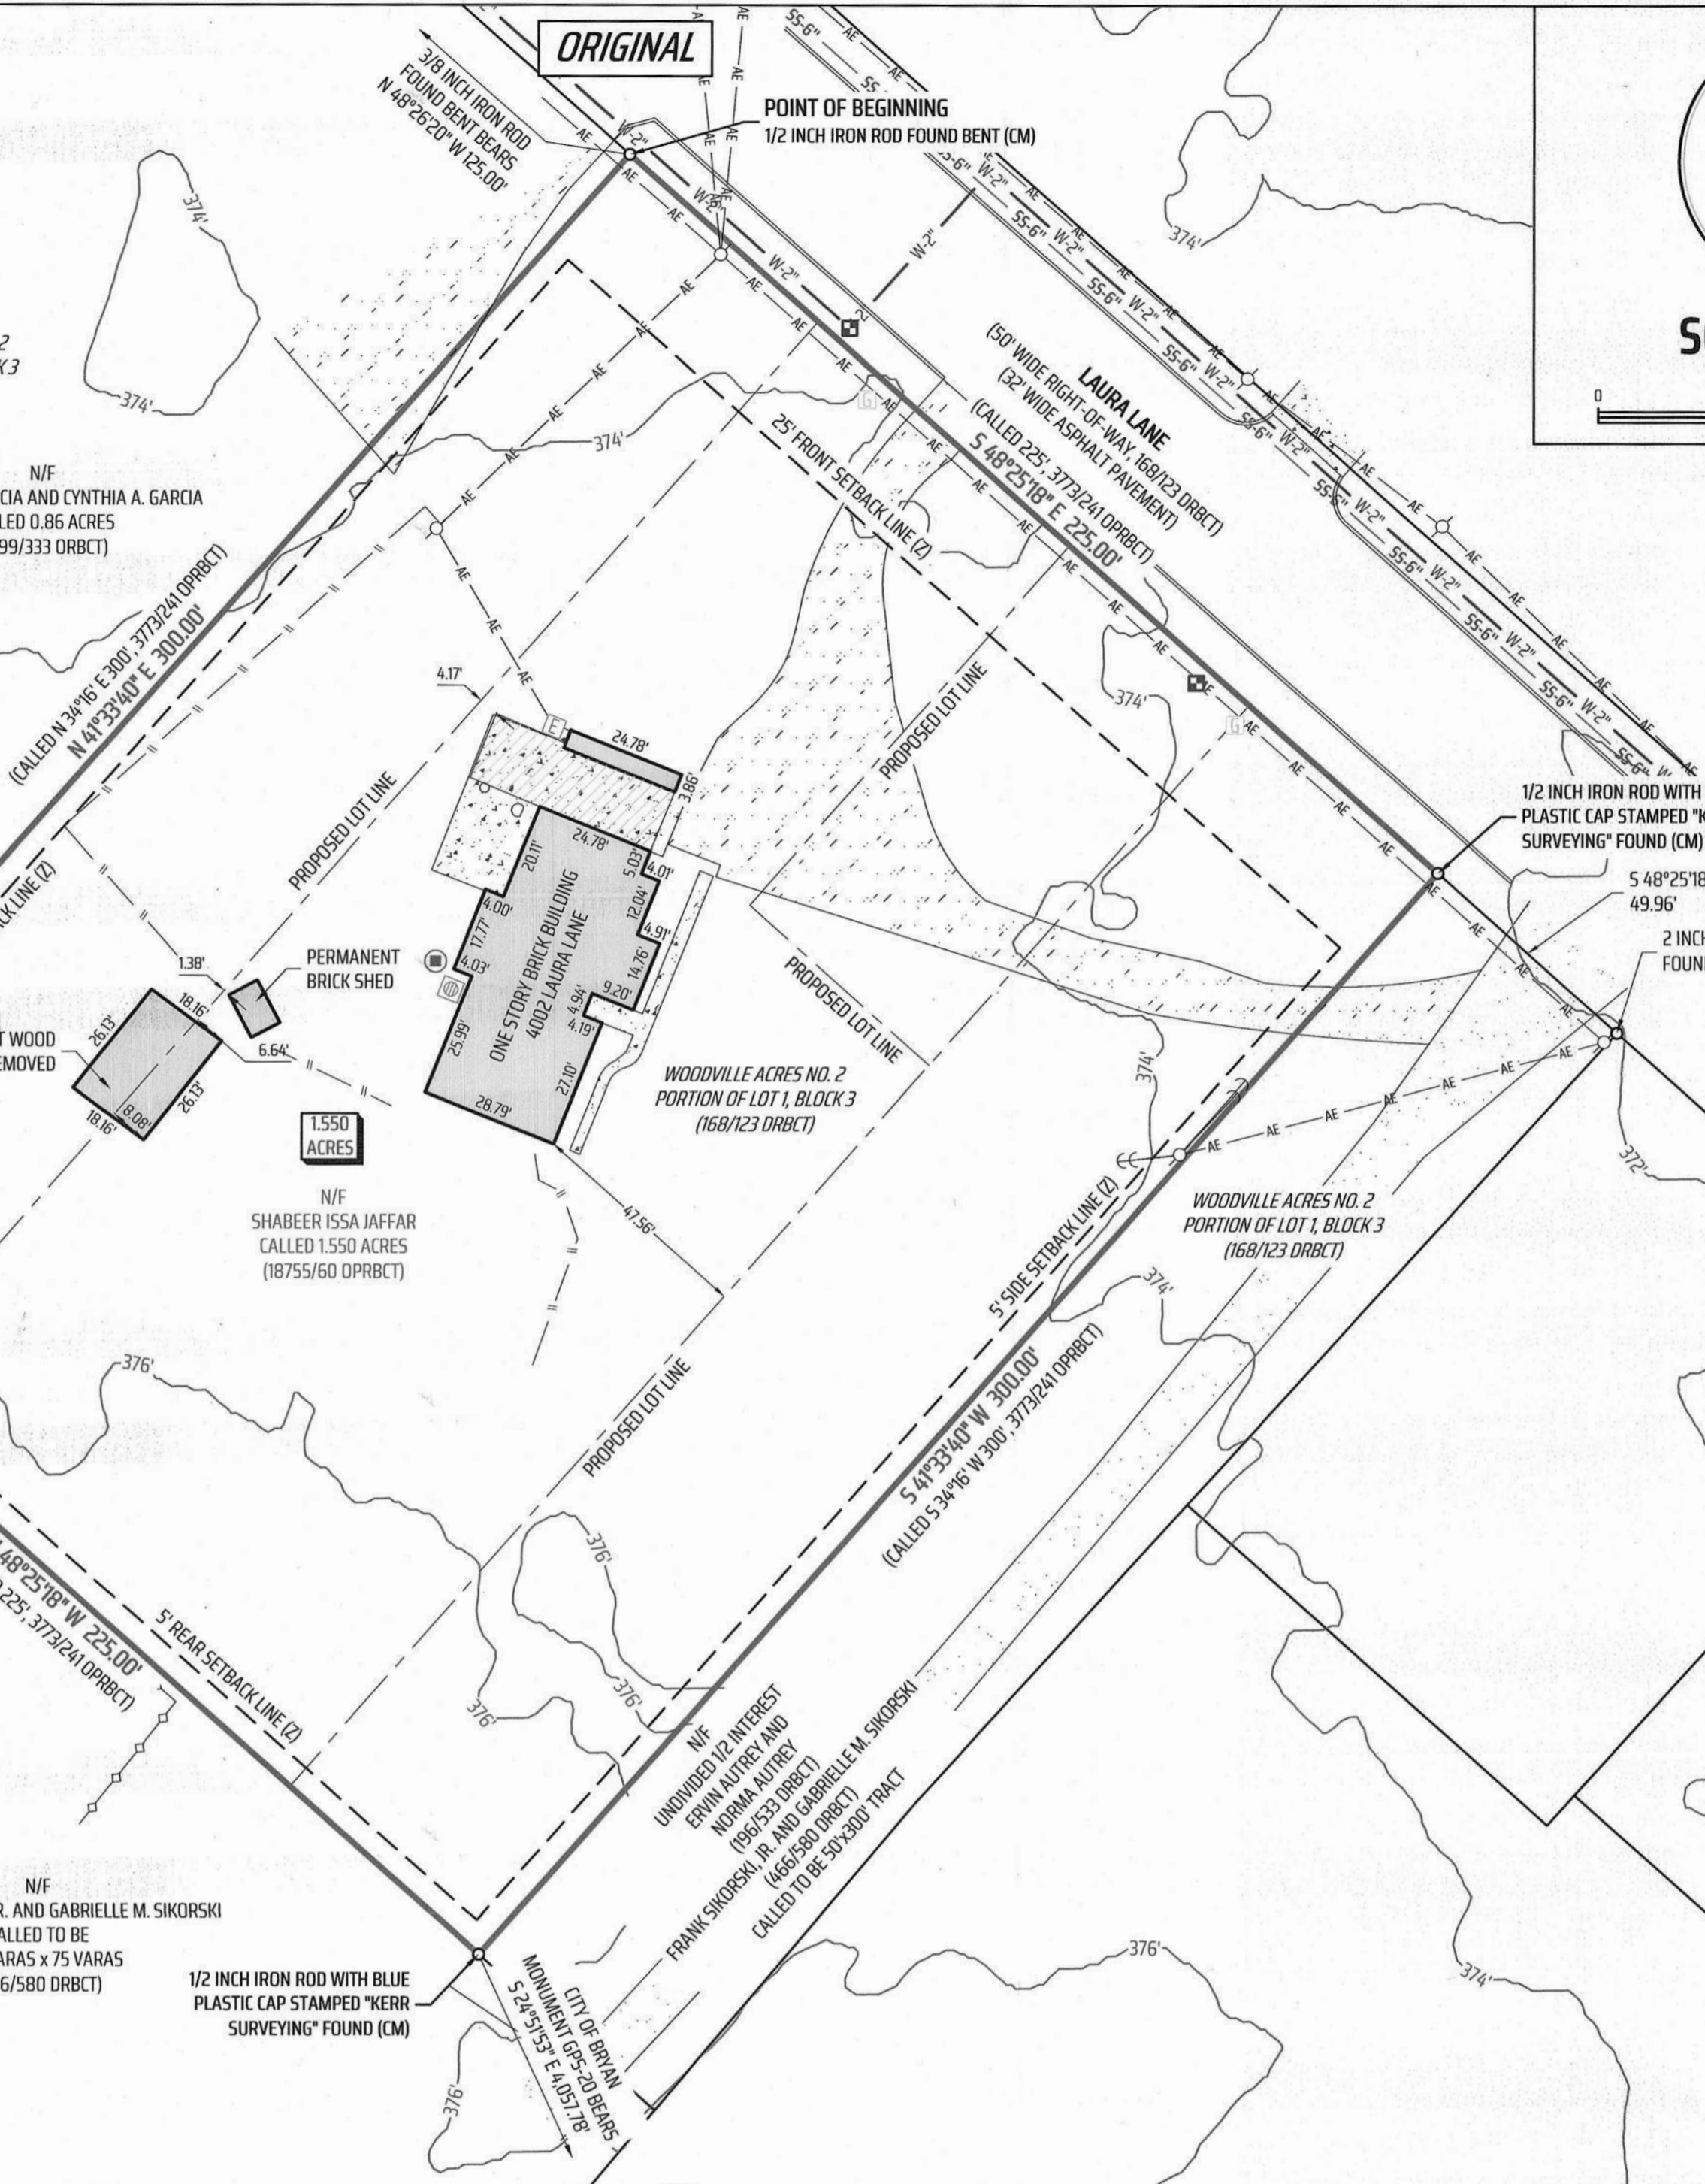 ORIGINAL
3/8 INCH IRON ROD
FOUND BENT BEARS
N 48°26'20" W 125.00'
POINT OF BEGINNING
1/2 INCH IRON ROD FOUND BENT (CM)
LAURA LANE
(50' WIDE RIGHT-OF-WAY, 168/123 DRBCT)
(32' WIDE ASPHALT PAVEMENT)
(CALLED 225', 3773/241 OPRBCT)
S 48°25'18" E 225.00'
25' FRONT SETBACK LINE (Z)
374'
374'
374'
374'
N/F
CIA AND CYNTHIA A. GARCIA
LED 0.86 ACRES
99/333 ORBCT)
(CALLED N 34°16' E 300', 3773/241 OPRBCT)
N 41°33'40" E 300.00'
CK LINE (Z)
0
4.17'
PROPOSED LOT LINE
PROPOSED LOT LINE
PROPOSED LOT LINE
PROPOSED LOT LINE
E
G
G
24.78'
3.86'
24.78'
20.11'
5.03'
4.01'
12.04'
4.00'
17.77'
4.91'
14.76'
4.03'
9.20'
4.94'
4.19'
25.99'
27.10'
28.79'
ONE STORY BRICK BUILDING
4002 LAURA LANE
1.38'
PERMANENT
BRICK SHED
18.16'
26.13'
6.64'
26.13'
8.08'
18.16'
T WOOD
EMOVED
47.56'
1.550
ACRES
N/F
SHABEER ISSA JAFFAR
CALLED 1.550 ACRES
(18755/60 OPRBCT)
WOODVILLE ACRES NO. 2
PORTION OF LOT 1, BLOCK 3
(168/123 DRBCT)
374'
374'
1/2 INCH IRON ROD WITH
PLASTIC CAP STAMPED "K
SURVEYING" FOUND (CM)
S 48°25'18
49.96'
2 INCH
FOUN
372'
WOODVILLE ACRES NO. 2
PORTION OF LOT 1, BLOCK 3
(168/123 DRBCT)
374'
5' SIDE SETBACK LINE (Z)
S 41°33'40" W 300.00'
(CALLED S 34°16' W 300', 3773/241 OPRBCT)
376'
376'
376'
376'
48°25'18" W 225.00'
225', 3773/241 OPRBCT)
5' REAR SETBACK LINE (Z)
N/F
UNDIVIDED 1/2 INTEREST
ERVIN AUTREY AND
NORMA AUTREY
(196/533 DRBCT)
FRANK SIKORSKI, JR. AND GABRIELLE M. SIKORSKI
(466/580 DRBCT)
CALLED TO BE 50'x300' TRACT
N/F
R. AND GABRIELLE M. SIKORSKI
ALLED TO BE
ARAS x 75 VARAS
6/580 DRBCT)
1/2 INCH IRON ROD WITH BLUE
PLASTIC CAP STAMPED "KERR
SURVEYING" FOUND (CM)
CITY OF BRYAN
MONUMENT GPS-20 BEARS
S 24°51'53" E 4,057.78'
376'
376'
374'